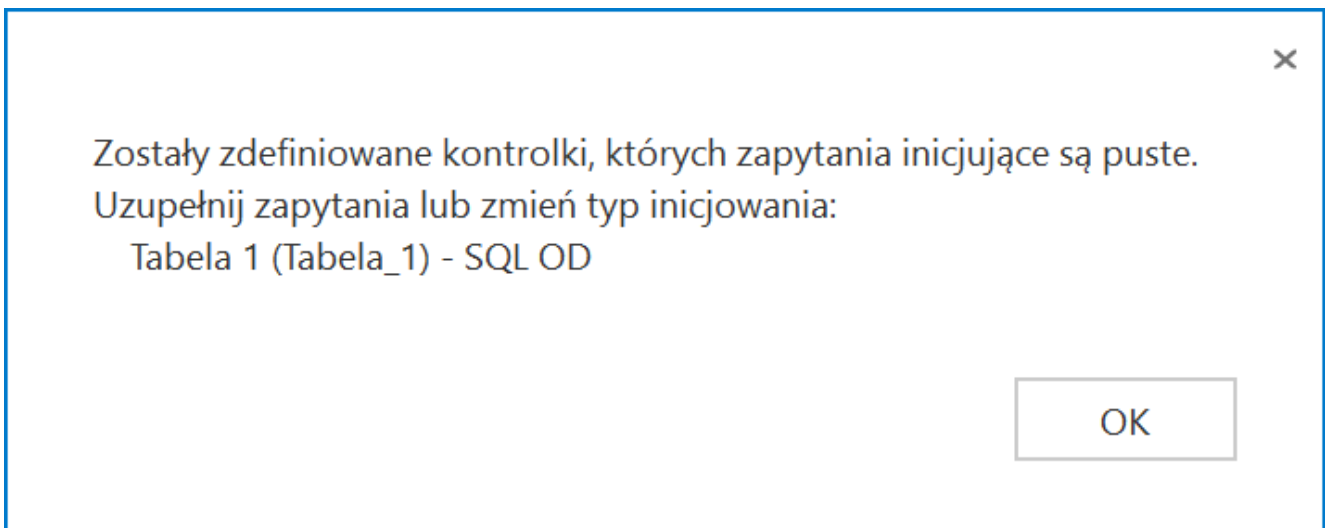 Zostały zdefiniowane kontrolki, których zapytania inicjujące są puste.
Uzupełnij zapytania lub zmień typ inicjowania:
Tabela 1 (Tabela_1) - SQL OD
OK